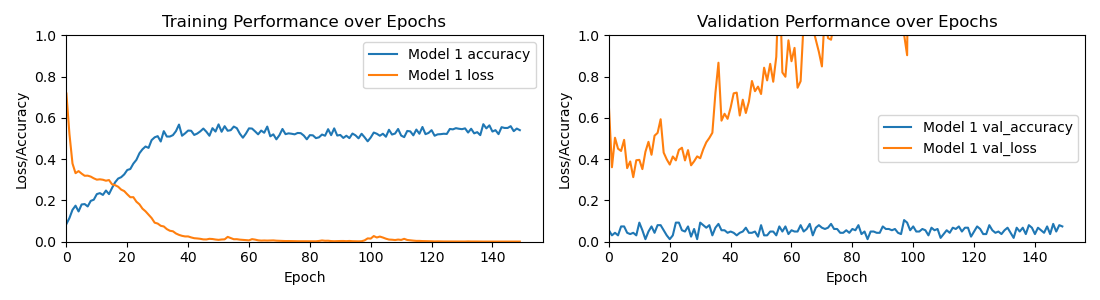 Training Performance over Epochs
Loss/Accuracy
1.0
0.8
0.6
0.4
0.2
0.0
Model 1 accuracy
Model 1 loss
0 20 40 60 80 100 120 140
Epoch
Validation Performance over Epochs
Loss/Accuracy
1.0
0.8
0.6
0.4
0.2
0.0
Model 1 val_accuracy
Model 1 val_loss
0 20 40 60 80 100 120 140
Epoch